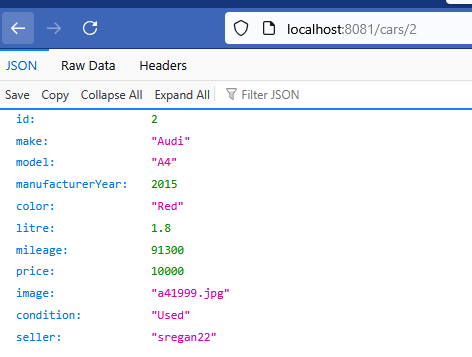 localhost:8081/cars/2
JSON Raw Data Headers
Save Copy Collapse All Expand All Filter JSON
id: 2
make: "Audi"
model: "A4"
manufacturerYear: 2015
color: "Red"
litre: 1.8
mileage: 91300
price: 10000
image: "a41999.jpg"
condition: "Used"
seller: "sregan22"